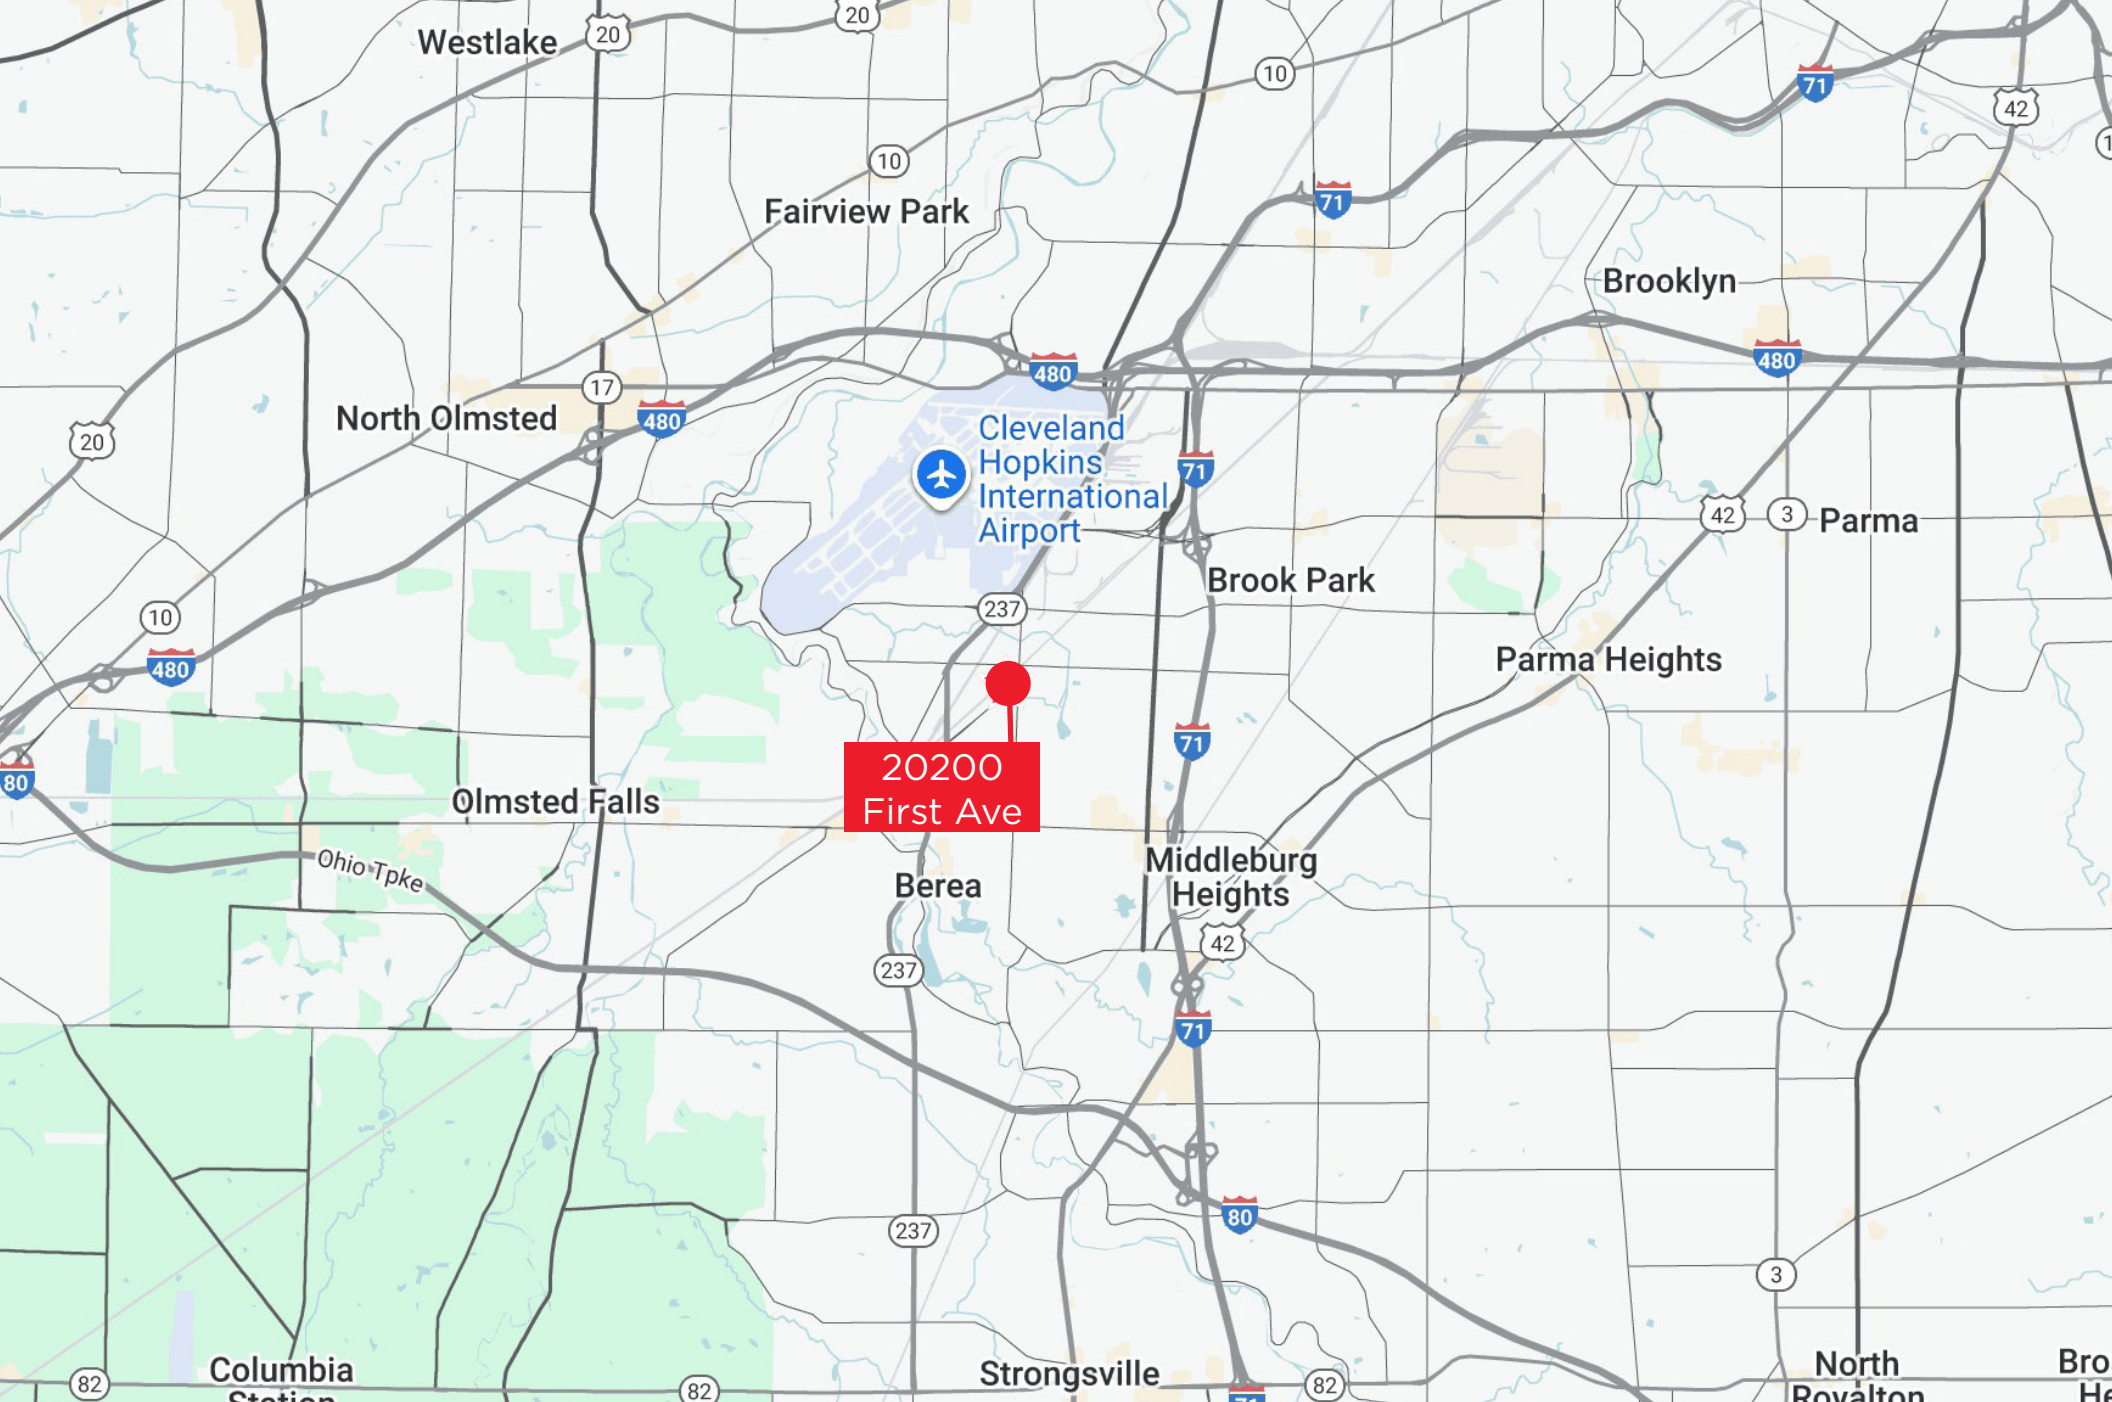 20
Westlake
20
10
71
42
10
71
Fairview Park
Brooklyn
480
480
17
480
North Olmsted
20
Cleveland
Hopkins
International
Airport
71
42
3
Parma
Brook Park
237
10
480
Parma Heights
71
80
20200
First Ave
Olmsted Falls
Ohio Tpke
Berea
Middleburg
Heights
42
237
71
80
237
3
Columbia
Station
82
82
Strongsville
82
71
North
Royalton